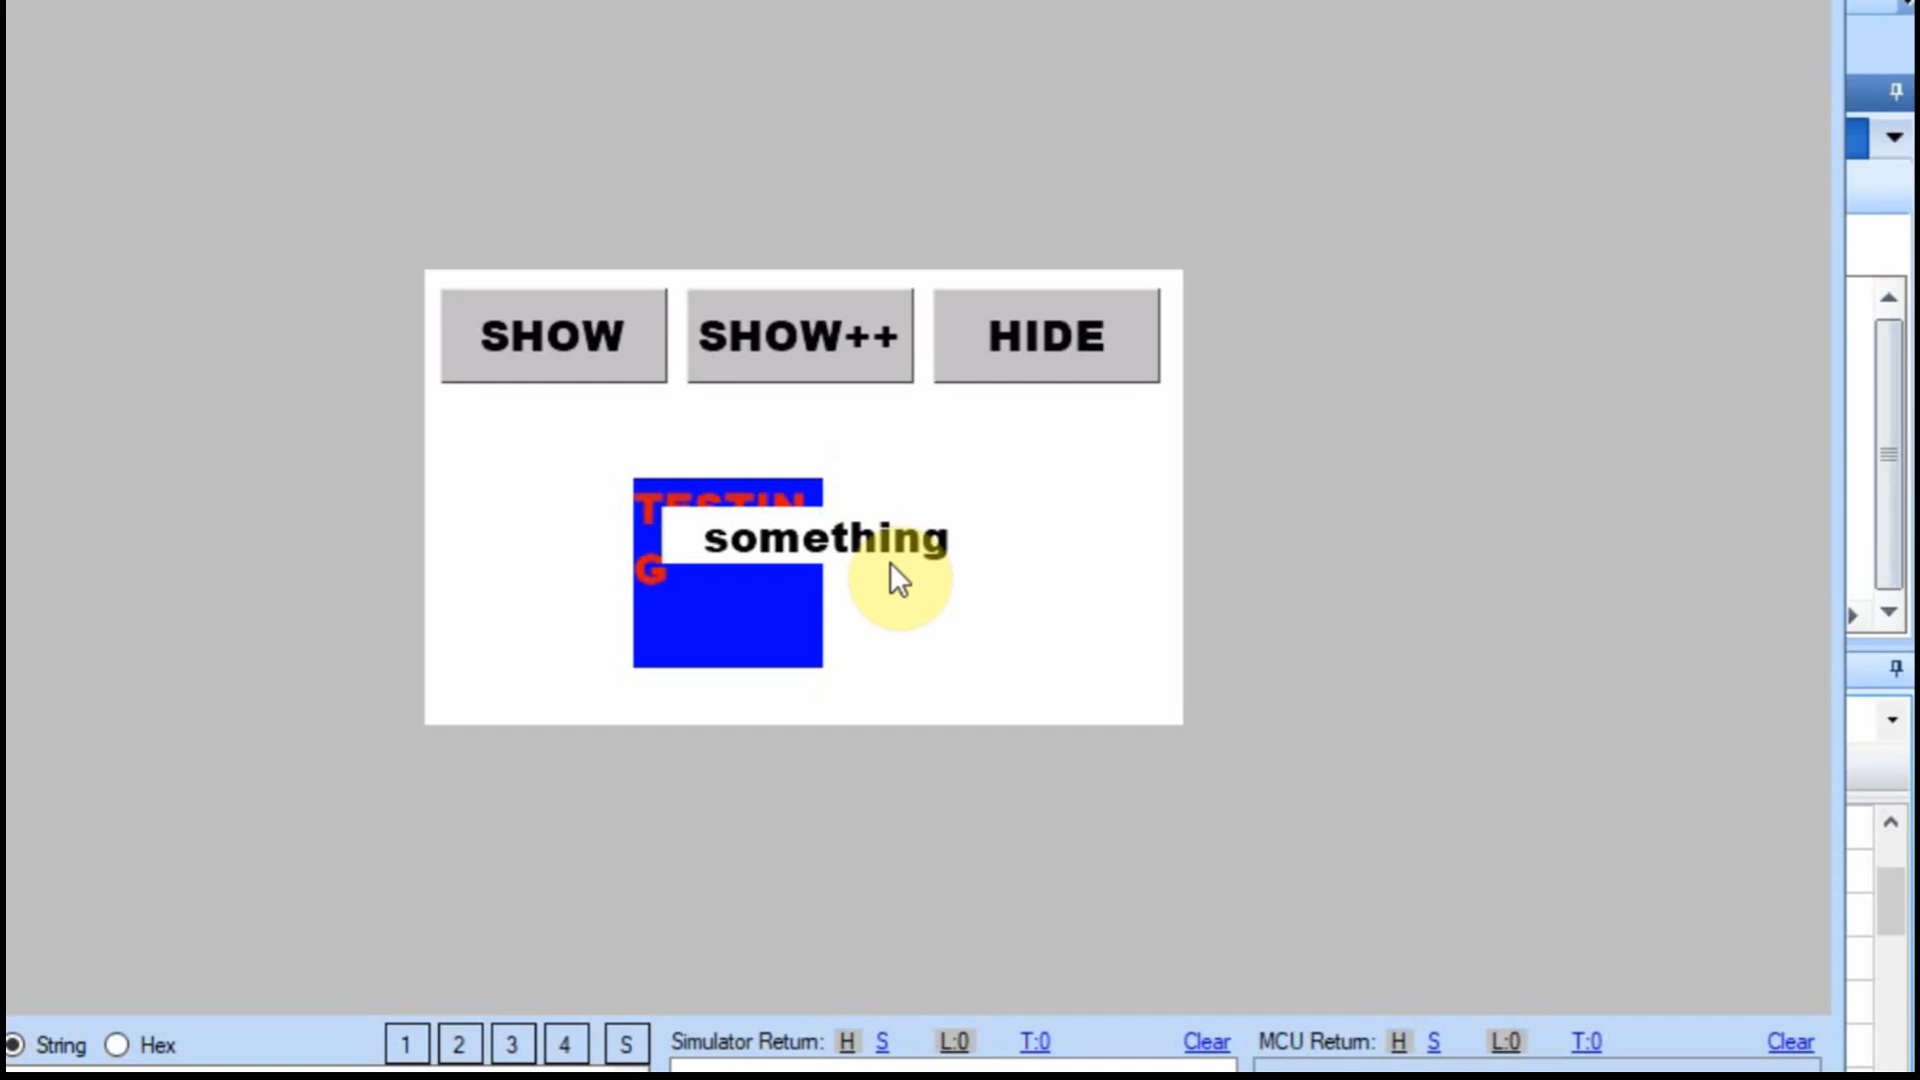 SHOW SHOW++ HIDE
TESTIN
something
G
String Hex 1 2 3 4 S Simulator Return: H S L:0 T:0 Clear MCU Return: H S L:0 T:0 Clear